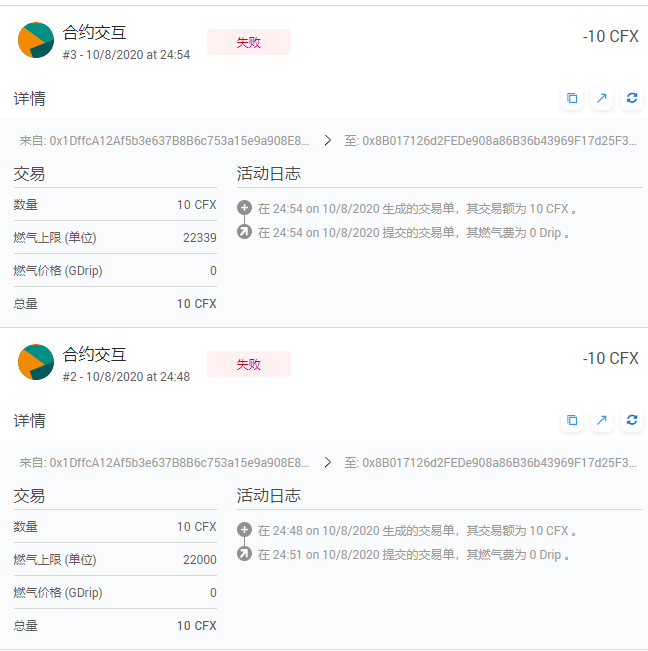 合约交互
失败
-10 CFX
#3 - 10/8/2020 at 24:54
详情
来自: 0x1DffcA12Af5b3e637B8B6c753a15e9a908E8... 至: 0x8B017126d2FEDe908a86B36b43969F17d25F3...
交易
活动日志
数量 10 CFX
在 24:54 on 10/8/2020 生成的交易单，其交易额为 10 CFX 。
燃气上限 (单位) 22339
在 24:54 on 10/8/2020 提交的交易单，其燃气费为 0 Drip 。
燃气价格 (GDrip) 0
总量 10 CFX
合约交互
失败
-10 CFX
#2 - 10/8/2020 at 24:48
详情
来自: 0x1DffcA12Af5b3e637B8B6c753a15e9a908E8... 至: 0x8B017126d2FEDe908a86B36b43969F17d25F3...
交易
活动日志
数量 10 CFX
在 24:48 on 10/8/2020 生成的交易单，其交易额为 10 CFX 。
燃气上限 (单位) 22000
在 24:51 on 10/8/2020 提交的交易单，其燃气费为 0 Drip 。
燃气价格 (GDrip) 0
总量 10 CFX